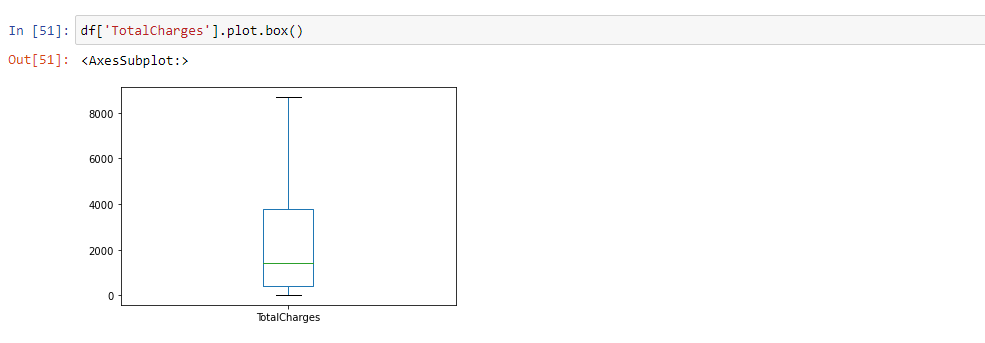 In [51]: df['TotalCharges'].plot.box()
Out[51]: <AxesSubplot:>
8000
6000
4000
2000
0
TotalCharges